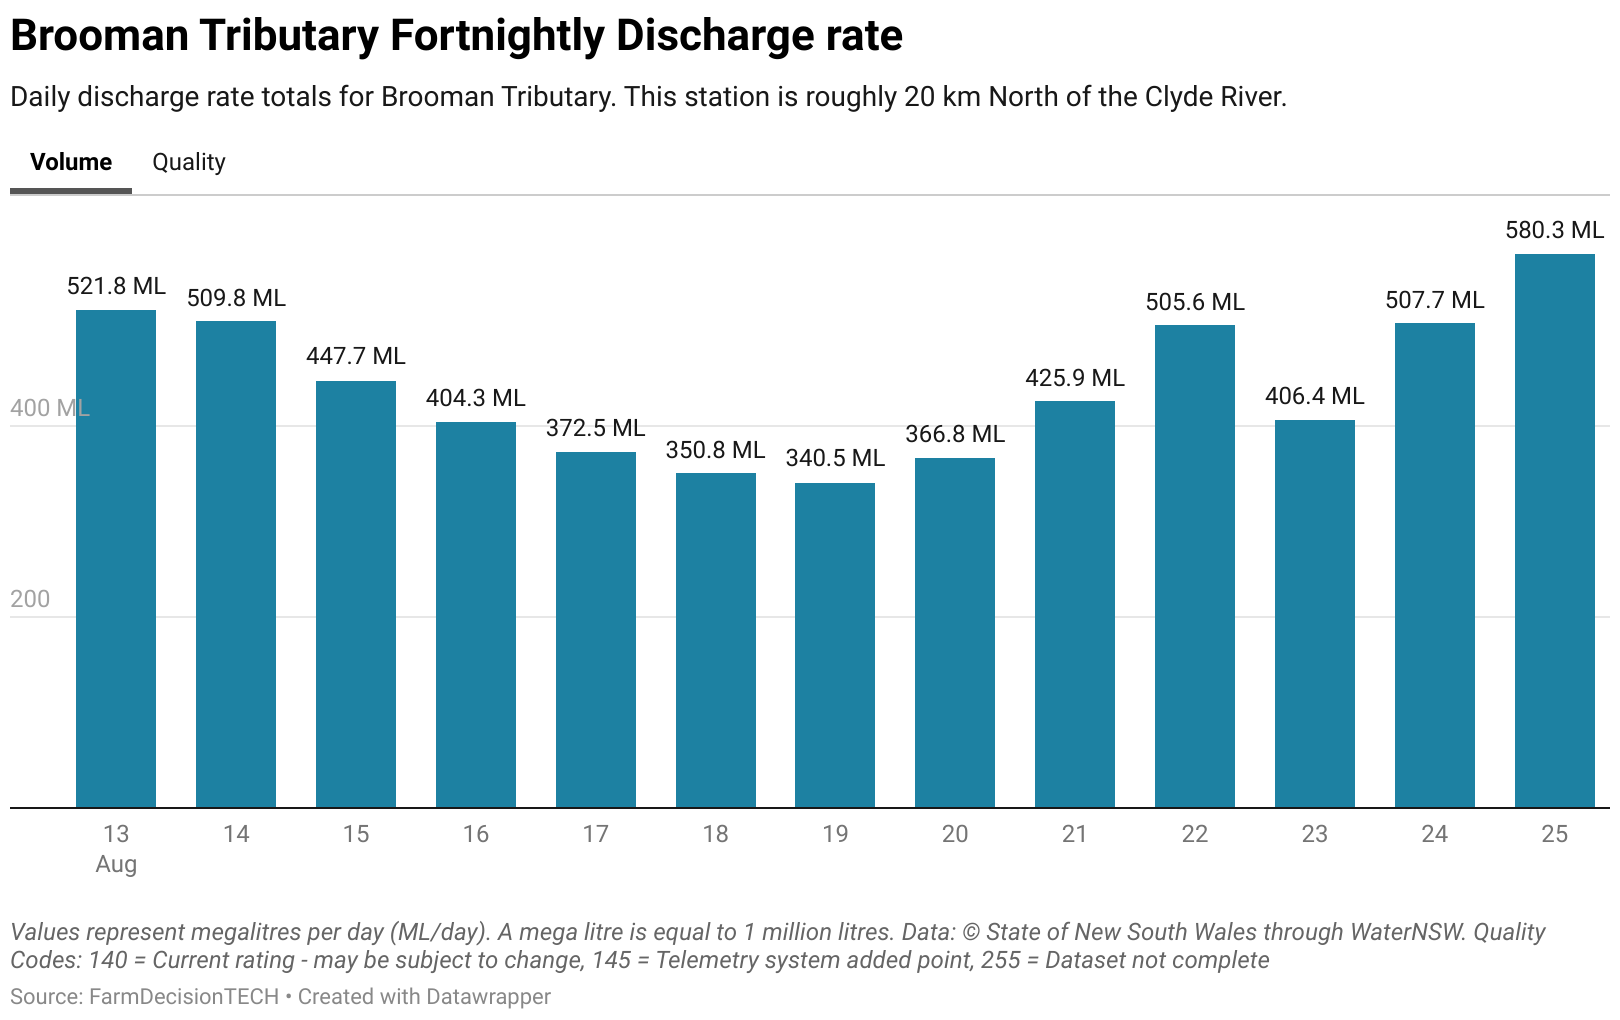 Brooman Tributary Fortnightly Discharge rate
Daily discharge rate totals for Brooman Tributary. This station is roughly 20 km North of the Clyde River.
Volume Quality
580.3 ML
521.8 ML 509.8 ML 505.6 ML 507.7 ML
447.7 ML 425.9 ML
404.3 ML 406.4 ML
400 ML 372.5 ML 366.8 ML
350.8 ML 340.5 ML
200
13 14 15 16 17 18 19 20 21 22 23 24 25
Aug
Values represent megalitres per day (ML/day). A mega litre is equal to 1 million litres. Data: © State of New South Wales through WaterNSW. Quality
Codes: 140 = Current rating - may be subject to change, 145 = Telemetry system added point, 255 = Dataset not complete
Source: FarmDecisionTECH • Created with Datawrapper